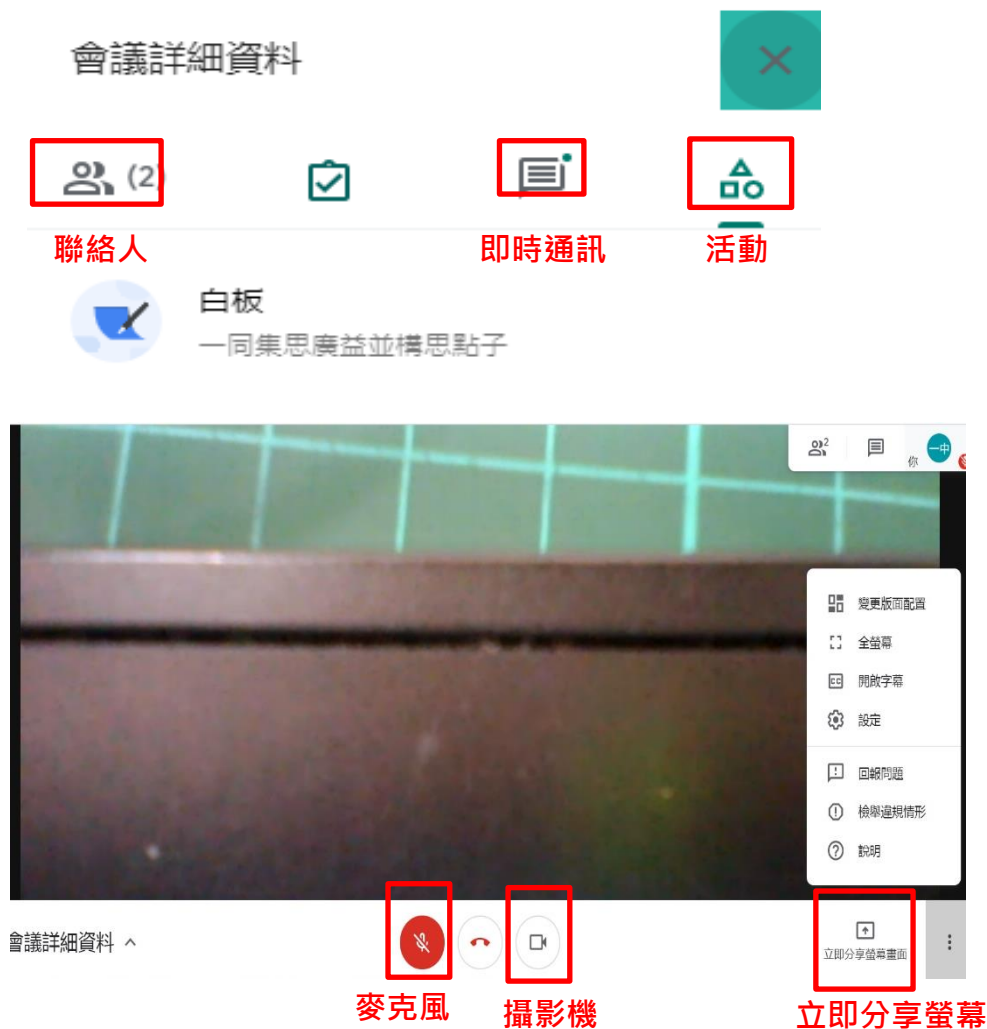 會議詳細資料
(2)
聯絡人
即時通訊
活動
白板
一同集思廣益並構思點子
2
你
一中
變更版面配置
全螢幕
CC
開啟字幕
設定
回報問題
檢舉違規情形
說明
會議詳細資料
立即分享螢幕畫面
麥克風
攝影機
立即分享螢幕